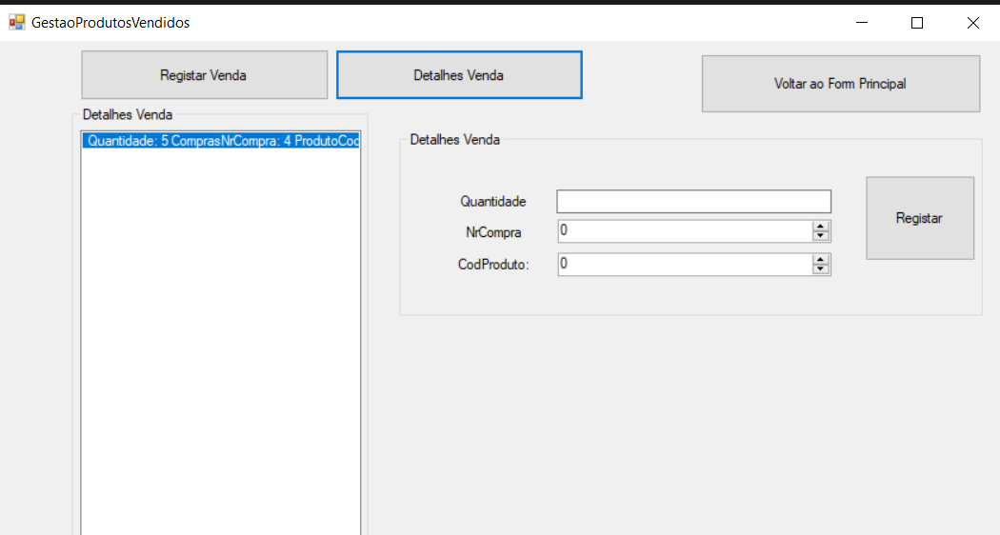 GestaoProdutosVendidos
Registar Venda
Detalhes Venda
Voltar ao Form Principal
Detalhes Venda
Quantidade: 5 ComprasNrCompra: 4 ProdutoCod
Detalhes Venda
Quantidade
NrCompra
0
CodProduto:
0
Registar